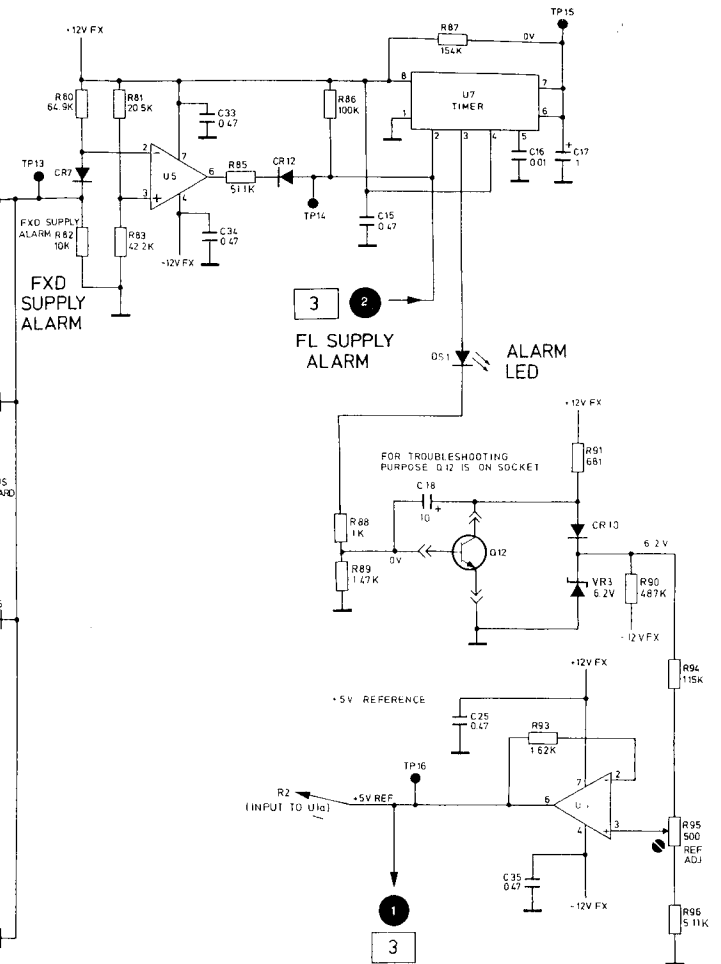 TP15
+12V FX
R87
154K
0V
R80
64.9K
R81
20.5K
C33
0.47
R86
100K
8
U7
TIMER
7
6
1
2
3
4
5
C16
0.01
+
C17
1
TP13
CR7
2
-
7
U5
6
3
+
4
R85
51.1K
CR12
TP14
C15
0.47
FXD SUPPLY
ALARM
R82
10K
R83
42.2K
C34
0.47
-12V FX
FXD
SUPPLY
ALARM
3
2
FL SUPPLY
ALARM
DS1
ALARM
LED
+12V FX
R91
681
FOR TROUBLESHOOTING
PURPOSE Q12 IS ON SOCKET
C18
+
10
CR10
R88
1K
0V
Q12
6.2V
R89
1.47K
VR3
6.2V
R90
487K
-12V FX
+12V FX
R94
115K
+5V REFERENCE
C25
0.47
R93
1.62K
TP16
7
2
-
R2
(INPUT TO U1a)
+5V REF
6
4
+
3
R95
500
REF
ADJ
C35
0.47
1
-12V FX
3
R96
5.11K